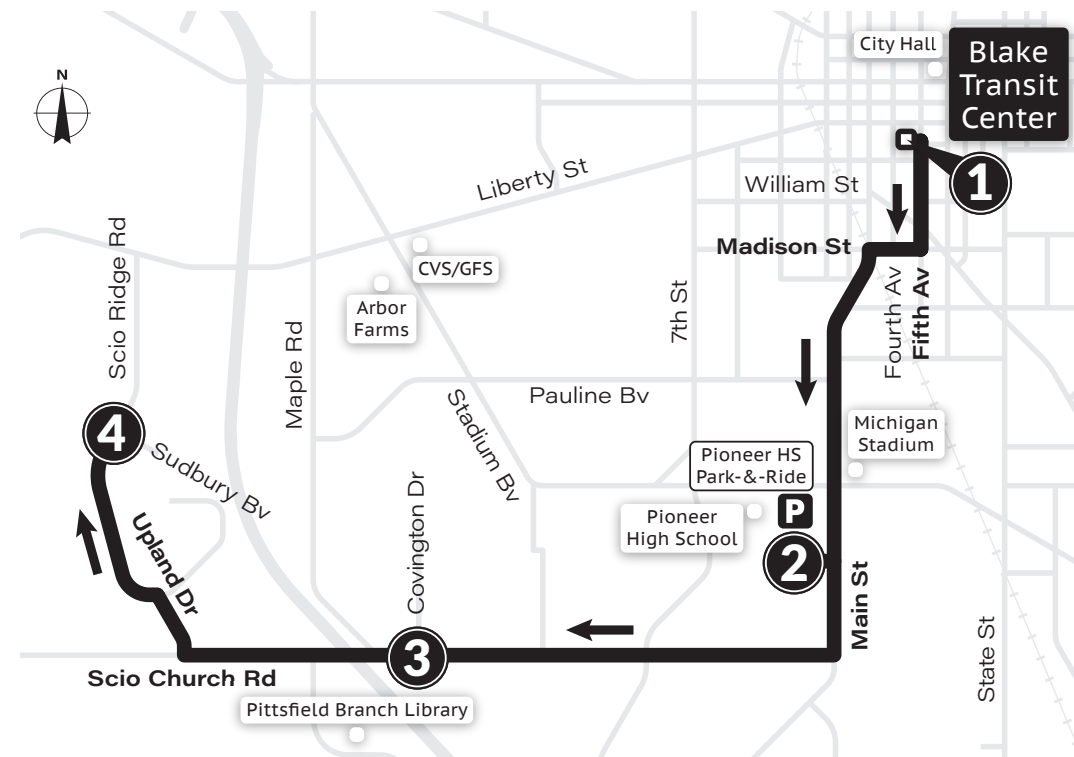 City Hall
Blake
Transit
Center
N
1
Liberty St
William St
Scio Ridge Rd
Madison St
CVS/GFS
Arbor
Farms
7th St
Fourth Av
Fifth Av
Maple Rd
Pauline Bv
Stadium Bv
Michigan
Stadium
4
Sudbury Bv
Pioneer HS
Park-&-Ride
P
Pioneer
High School
Covington Dr
Upland Dr
2
Main St
State St
3
Scio Church Rd
Pittsfield Branch Library